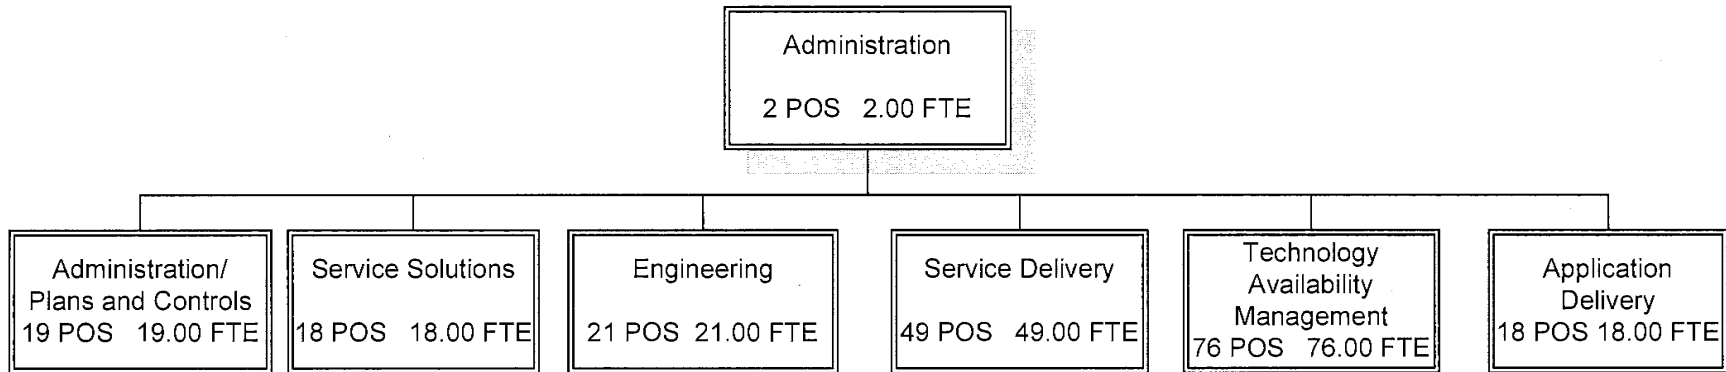 Administration
2 POS 2.00 FTE
Administration/
Plans and Controls
19 POS 19.00 FTE
Service Solutions
18 POS 18.00 FTE
Engineering
21 POS 21.00 FTE
Service Delivery
49 POS 49.00 FTE
Technology
Availability
Management
76 POS 76.00 FTE
Application
Delivery
18 POS 18.00 FTE